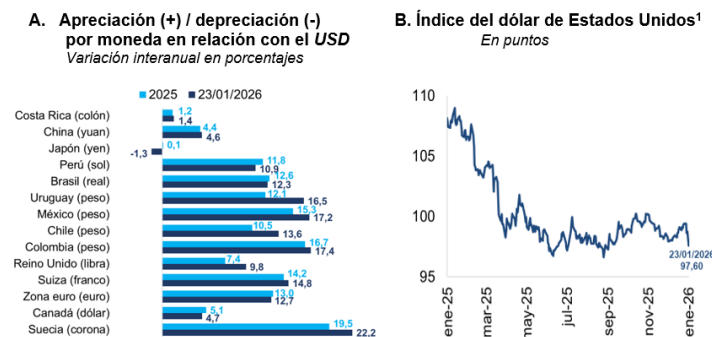 A. Apreciación (+) / depreciación (-)
por moneda en relación con el USD
Variación interanual en porcentajes
2025 23/01/2026
Costa Rica (colón) 1,2 1,4
China (yuan) 4,4 4,6
Japón (yen) 0,1 -1,3
Perú (sol) 11,8 10,9
Brasil (real) 12,6 12,3
Uruguay (peso) 12,1 16,5
México (peso) 15,3 17,2
Chile (peso) 10,5 13,6
Colombia (peso) 16,7 17,4
Reino Unido (libra) 7,4 9,8
Suiza (franco) 14,2 14,8
Zona euro (euro) 13,0 12,7
Canadá (dólar) 5,1 4,7
Suecia (corona) 19,5 22,2
B. Índice del dólar de Estados Unidos¹
En puntos
110
105
100
95
23/01/2026
97,60
ene-25
mar-25
may-25
jul-25
sep-25
nov-25
ene-26